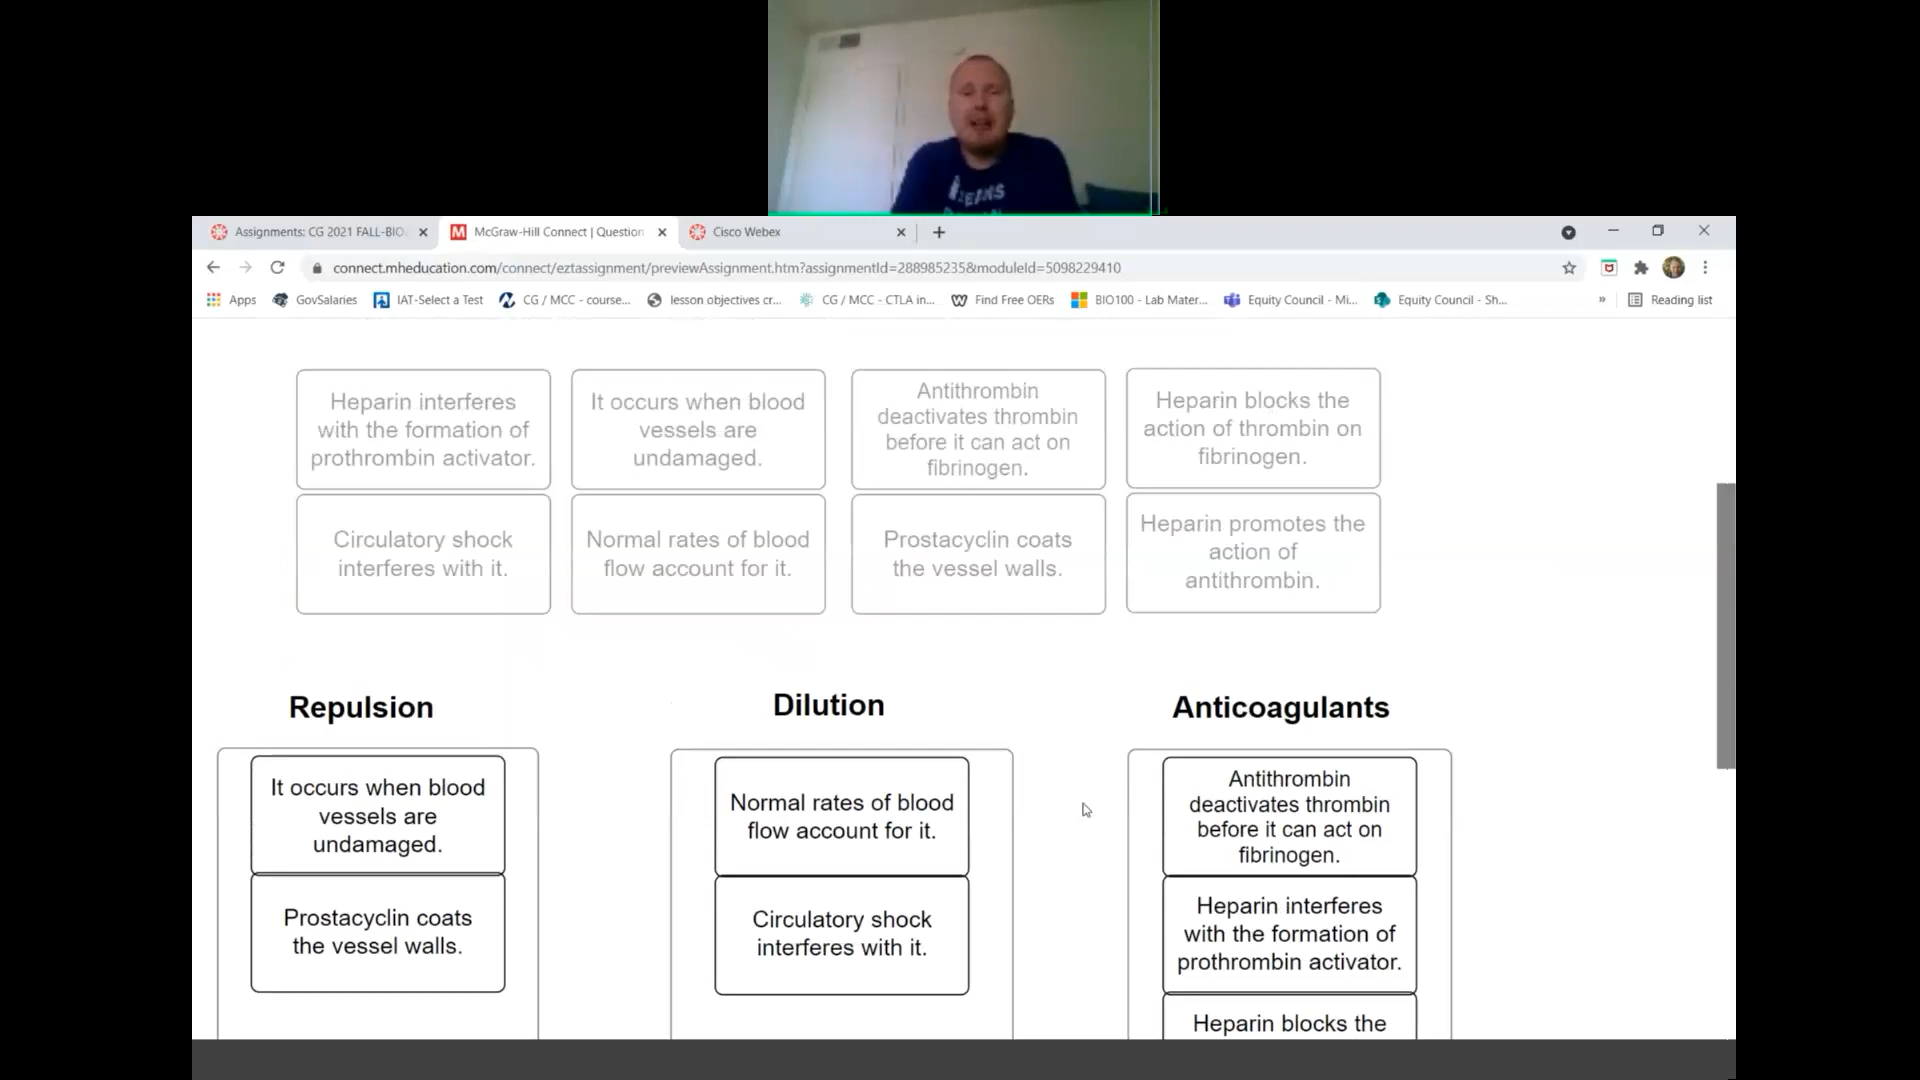 Assignments: CG 2021 FALL-BIO
McGraw-Hill Connect | Question
Cisco Webex
connect.mheducation.com/connect/eztassignment/previewAssignment.htm?assignmentId=288985235&moduleId=5098229410
Apps
GovSalaries
IAT-Select a Test
CG / MCC - course...
lesson objectives cr...
CG / MCC - CTLA in...
Find Free OERs
BIO100 - Lab Mater...
Equity Council - Mi...
Equity Council - Sh...
»
Reading list
Heparin interferes
with the formation of
prothrombin activator.
It occurs when blood
vessels are
undamaged.
Antithrombin
deactivates thrombin
before it can act on
fibrinogen.
Heparin blocks the
action of thrombin on
fibrinogen.
Circulatory shock
interferes with it.
Normal rates of blood
flow account for it.
Prostacyclin coats
the vessel walls.
Heparin promotes the
action of
antithrombin.
Repulsion
It occurs when blood
vessels are
undamaged.
Prostacyclin coats
the vessel walls.
Dilution
Normal rates of blood
flow account for it.
Circulatory shock
interferes with it.
Anticoagulants
Antithrombin
deactivates thrombin
before it can act on
fibrinogen.
Heparin interferes
with the formation of
prothrombin activator.
Heparin blocks the